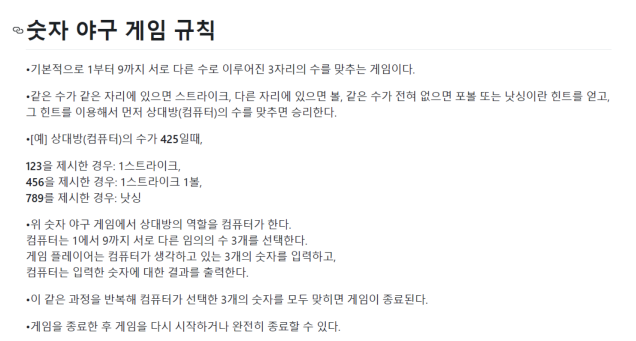 숫자 야구 게임 규칙
•기본적으로 1부터 9까지 서로 다른 수로 이루어진 3자리의 수를 맞추는 게임이다.
•같은 수가 같은 자리에 있으면 스트라이크, 다른 자리에 있으면 볼, 같은 수가 전혀 없으면 포볼 또는 낫싱이란 힌트를 얻고,
그 힌트를 이용해서 먼저 상대방(컴퓨터)의 수를 맞추면 승리한다.
•[예] 상대방(컴퓨터)의 수가 425일때,
123을 제시한 경우: 1스트라이크,
456을 제시한 경우: 1스트라이크 1볼,
789를 제시한 경우: 낫싱
•위 숫자 야구 게임에서 상대방의 역할을 컴퓨터가 한다.
컴퓨터는 1에서 9까지 서로 다른 임의의 수 3개를 선택한다.
게임 플레이어는 컴퓨터가 생각하고 있는 3개의 숫자를 입력하고,
컴퓨터는 입력한 숫자에 대한 결과를 출력한다.
•이 같은 과정을 반복해 컴퓨터가 선택한 3개의 숫자를 모두 맞히면 게임이 종료된다.
•게임을 종료한 후 게임을 다시 시작하거나 완전히 종료할 수 있다.